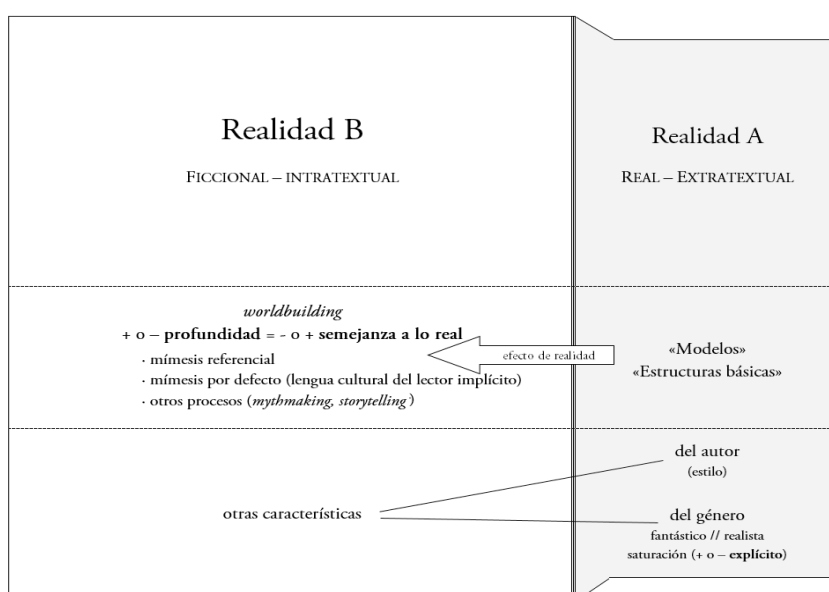 Realidad B
FICCIONAL – INTRATEXTUAL
Realidad A
REAL – EXTRATEXTUAL
worldbuilding
+ o – profundidad = - o + semejanza a lo real
· mímesis referencial
· mímesis por defecto (lengua cultural del lector implícito)
· otros procesos (mythmaking, storytelling)
efecto de realidad
«Modelos»
«Estructuras básicas»
otras características
del autor
(estilo)
del género
fantástico // realista
saturación (+ o – explícito)